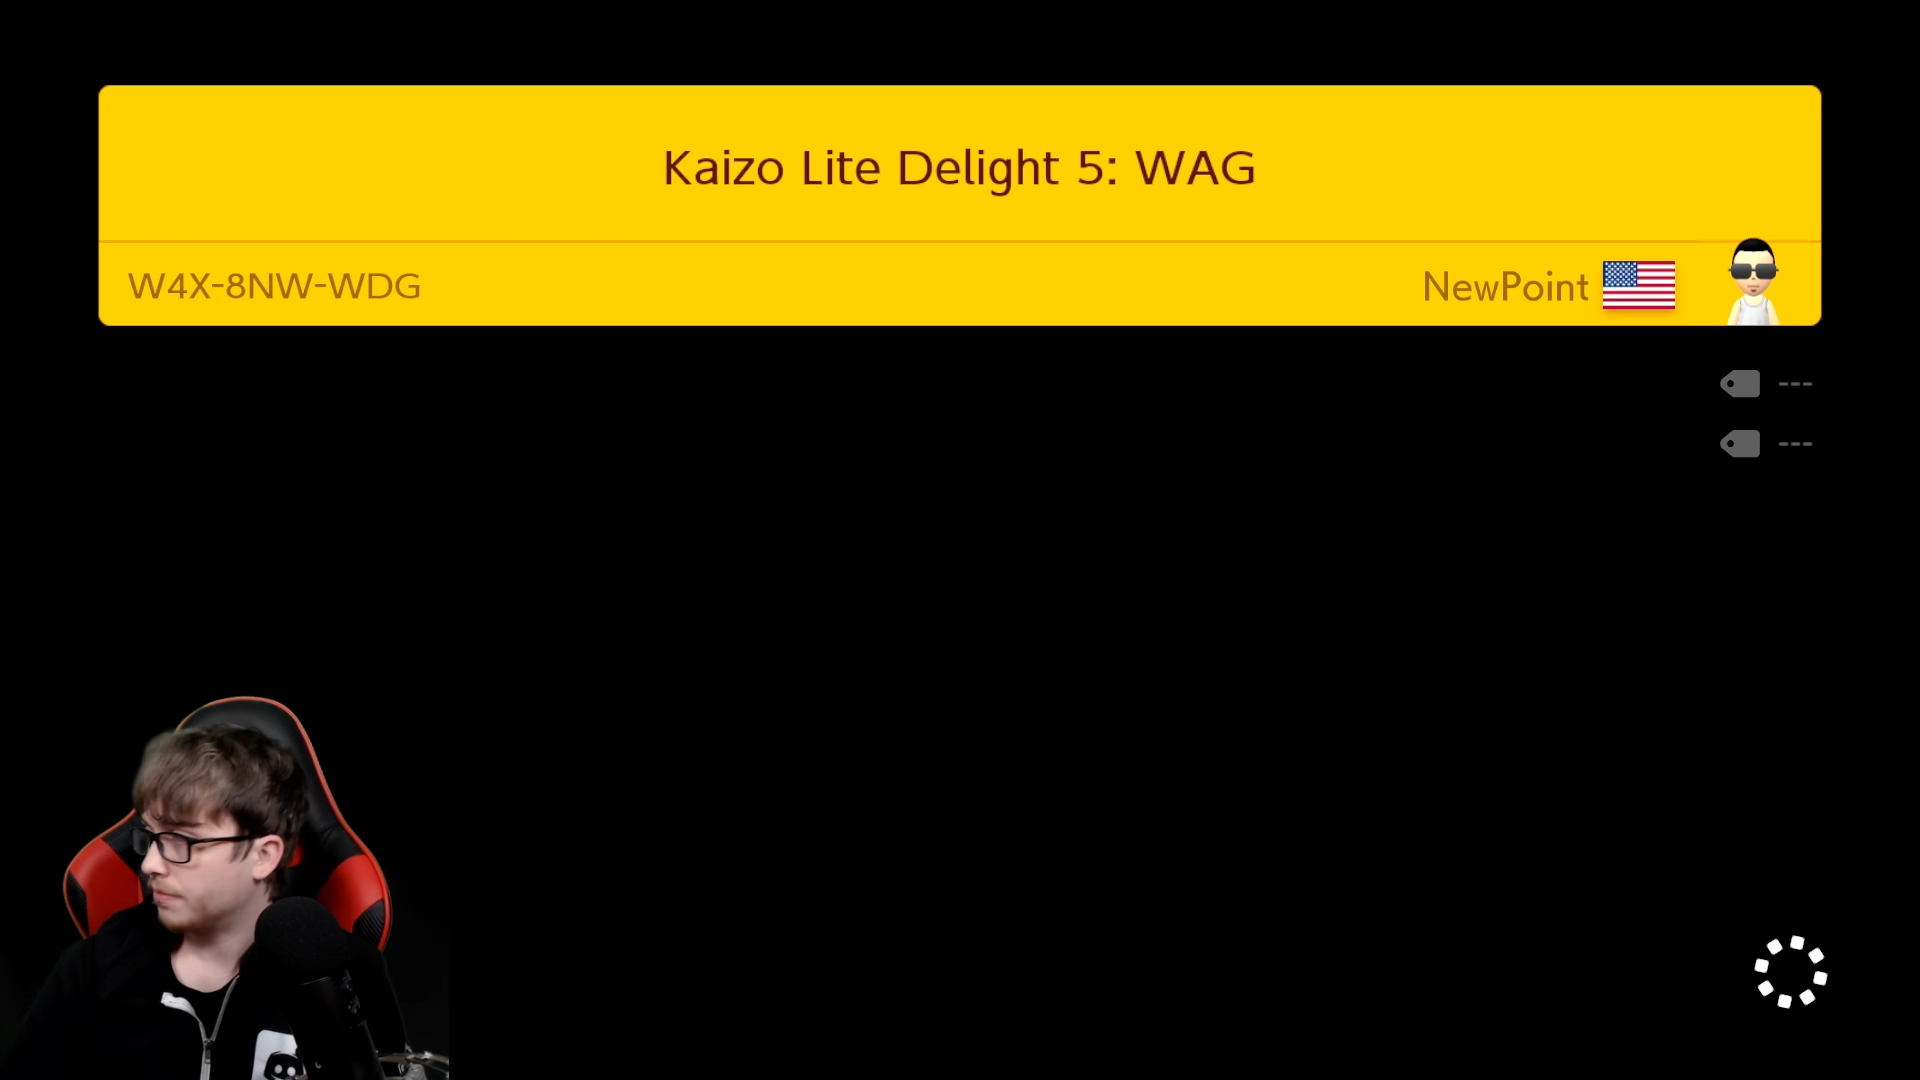 Kaizo Lite Delight 5: WAG
W4X-8NW-WDG
NewPoint
---
---